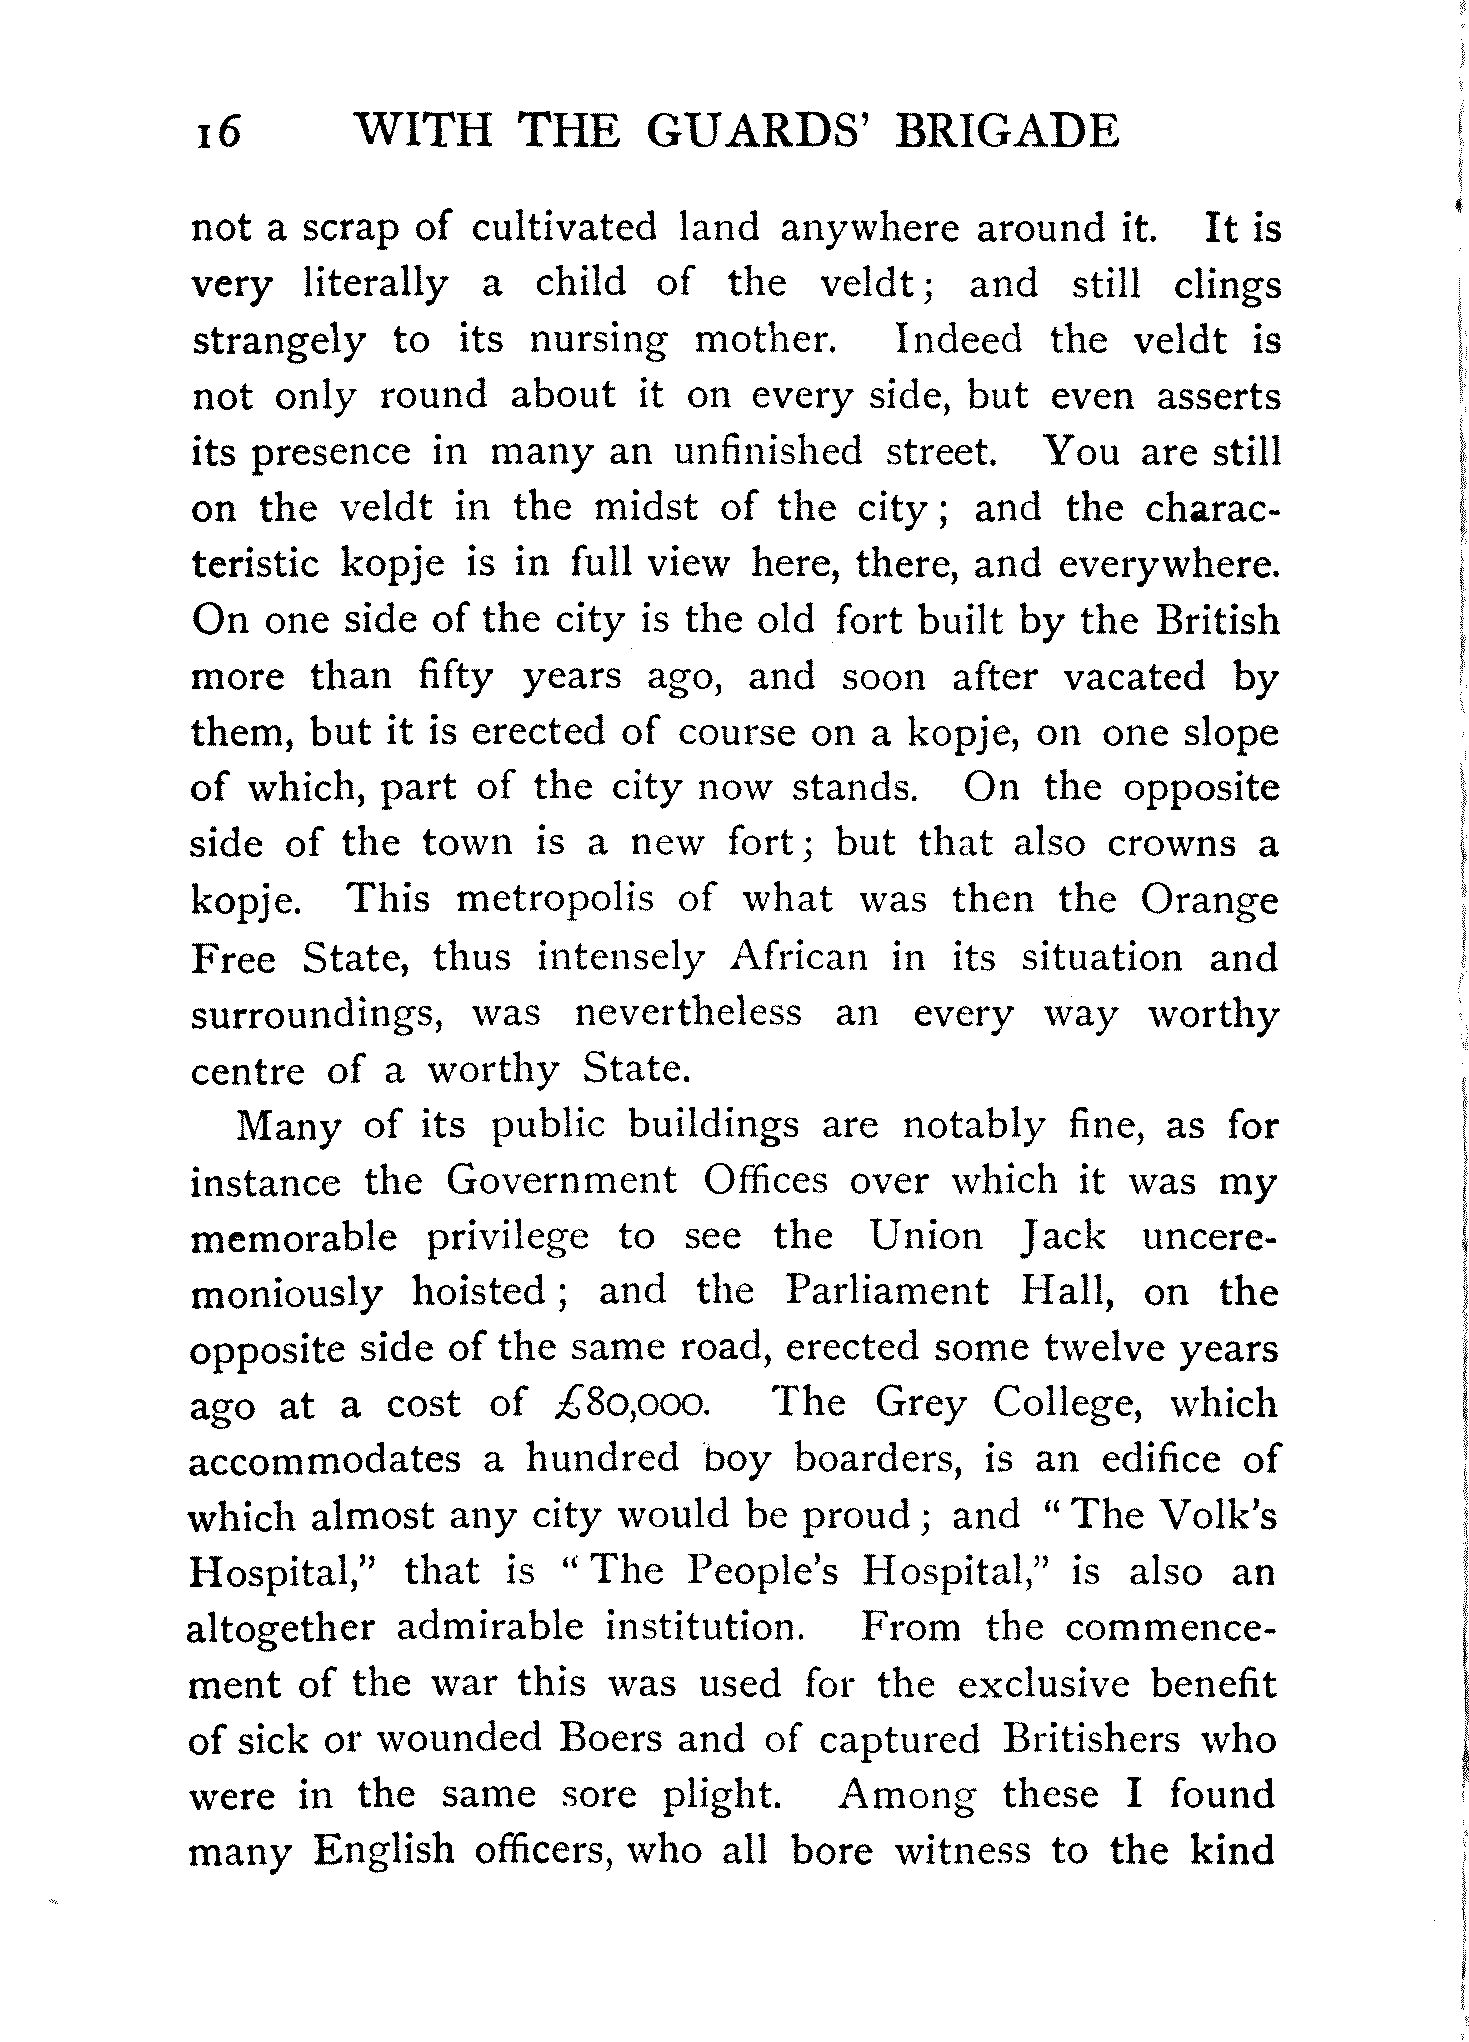 16 WITH THE GUARDS' BRIGADE
not a scrap of cultivated land anywhere around it. It is
very literally a child of the veldt; and still clings
strangely to its nursing mother. Indeed the veldt is
not only round about it on every side, but even asserts
its presence in many an unfinished street. You are still
on the veldt in the midst of the city; and the charac-
teristic kopje is in full view here, there, and everywhere.
On one side of the city is the old fort built by the British
more than fifty years ago, and soon after vacated by
them, but it is erected of course on a kopje, on one slope
of which, part of the city now stands. On the opposite
side of the town is a new fort; but that also crowns a
kopje. This metropolis of what was then the Orange
Free State, thus intensely African in its situation and
surroundings, was nevertheless an every way worthy
centre of a worthy State.
Many of its public buildings are notably fine, as for
instance the Government Offices over which it was my
memorable privilege to see the Union Jack uncere-
moniously hoisted; and the Parliament Hall, on the
opposite side of the same road, erected some twelve years
ago at a cost of £80,000. The Grey College, which
accommodates a hundred boy boarders, is an edifice of
which almost any city would be proud; and "The Volk's
Hospital," that is "The People's Hospital," is also an
altogether admirable institution. From the commence-
ment of the war this was used for the exclusive benefit
of sick or wounded Boers and of captured Britishers who
were in the same sore plight. Among these I found
many English officers, who all bore witness to the kind